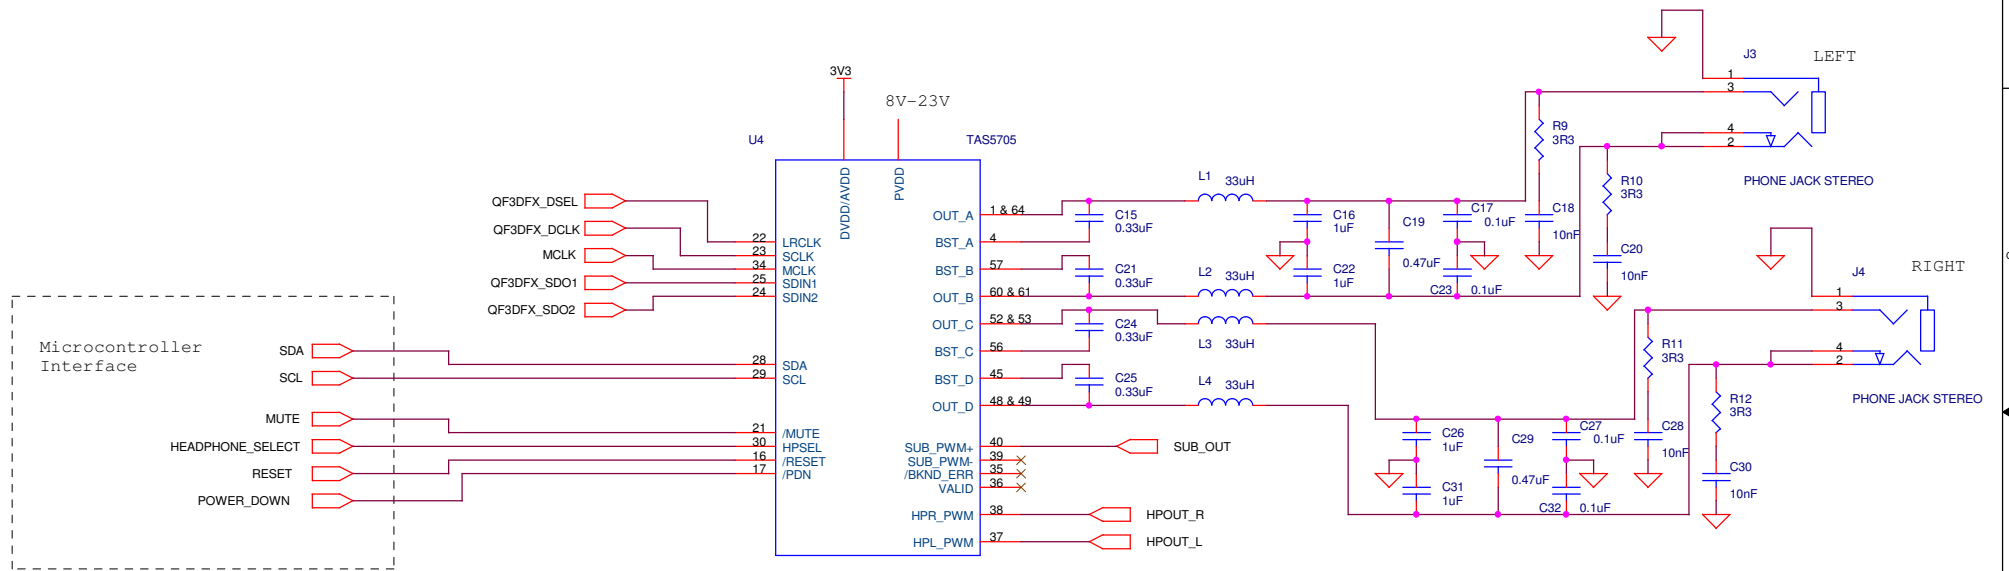 J3
LEFT
1
3
4
2
PHONE JACK STEREO
3V3
8V-23V
U4
TAS5705
DVDD/AVDD
PVDD
QF3DFX_DSEL
QF3DFX_DCLK
MCLK
QF3DFX_SDO1
QF3DFX_SDO2
22 LRCLK
23 SCLK
34 MCLK
25 SDIN1
24 SDIN2
Microcontroller
Interface
SDA
SCL
28 SDA
29 SCL
MUTE
HEADPHONE_SELECT
RESET
POWER_DOWN
21 /MUTE
30 HPSEL
16 /RESET
17 /PDN
OUT_A 1 & 64
BST_A 4
BST_B 57
OUT_B 60 & 61
OUT_C 52 & 53
BST_C 56
BST_D 45
OUT_D 48 & 49
SUB_PWM+ 40
SUB_PWM- 39
/BKND_ERR 35
VALID 36
HPR_PWM 38
HPL_PWM 37
SUB_OUT
HPOUT_R
HPOUT_L
C15
0.33uF
C21
0.33uF
C24
0.33uF
C25
0.33uF
L1 33uH
L2 33uH
L3 33uH
L4 33uH
C16
1uF
C22
1uF
C19
0.47uF
C17
0.1uF
C23 0.1uF
R9
3R3
C18
10nF
R10
3R3
C20
10nF
J4
RIGHT
1
3
4
2
PHONE JACK STEREO
R11
3R3
R12
3R3
C26
1uF
C31
1uF
C29
0.47uF
C27
0.1uF
C32 0.1uF
C28
10nF
C30
10nF